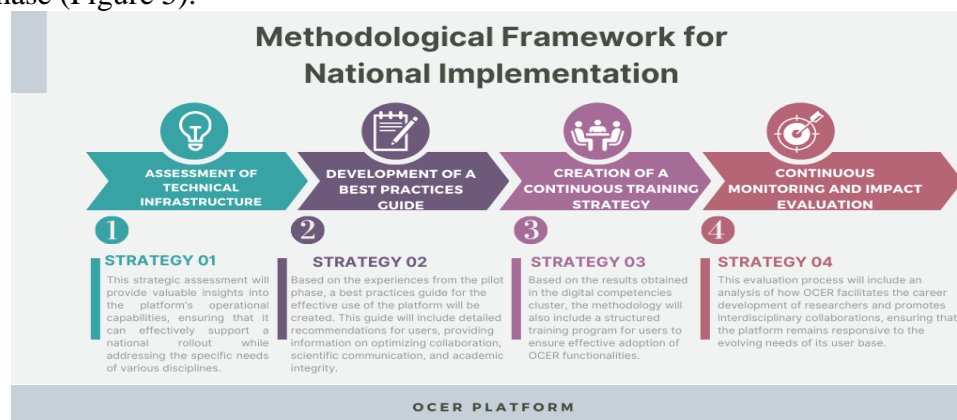 hase (Figure 3).
Methodological Framework for
National Implementation
ASSESSMENT OF
TECHNICAL
INFRASTRUCTURE
DEVELOPMENT OF A
BEST PRACTICES
GUIDE
CREATION OF A
CONTINUOUS TRAINING
STRATEGY
CONTINUOUS
MONITORING AND IMPACT
EVALUATION
1
2
3
4
STRATEGY 01
This strategic assessment will
provide valuable insights into
the platform's operational
capabilities, ensuring that it
can effectively support a
national rollout while
addressing the specific needs
of various disciplines.
STRATEGY 02
Based on the experiences from the pilot
phase, a best practices guide for the
effective use of the platform will be
created. This guide will include detailed
recommendations for users, providing
information on optimizing collaboration,
scientific communication, and academic
integrity.
STRATEGY 03
Based on the results obtained
in the digital competencies
cluster, the methodology will
also include a structured
training program for users to
ensure effective adoption of
OCER functionalities.
STRATEGY 04
This evaluation process will include an
analysis of how OCER facilitates the career
development of researchers and promotes
interdisciplinary collaborations, ensuring that
the platform remains responsive to the
evolving needs of its user base.
OCER PLATFORM